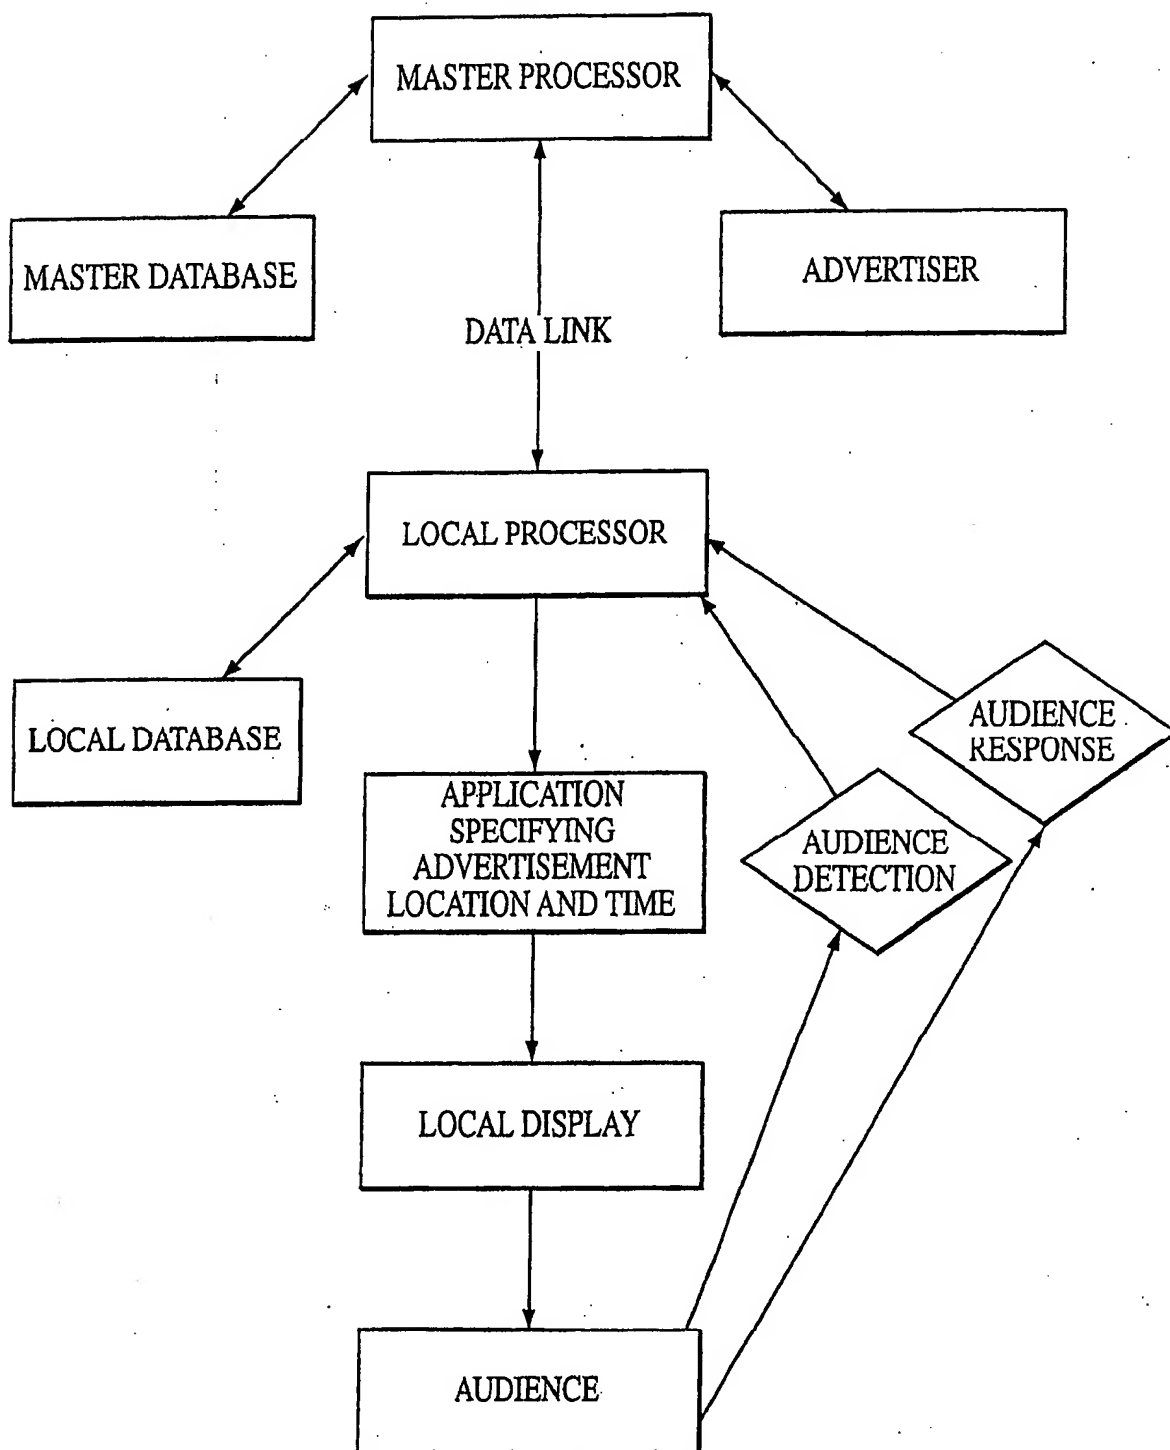 MASTER PROCESSOR
MASTER DATABASE
ADVERTISER
DATA LINK
LOCAL PROCESSOR
LOCAL DATABASE
AUDIENCE
RESPONSE
APPLICATION
SPECIFYING
ADVERTISEMENT
LOCATION AND TIME
AUDIENCE
DETECTION
LOCAL DISPLAY
AUDIENCE